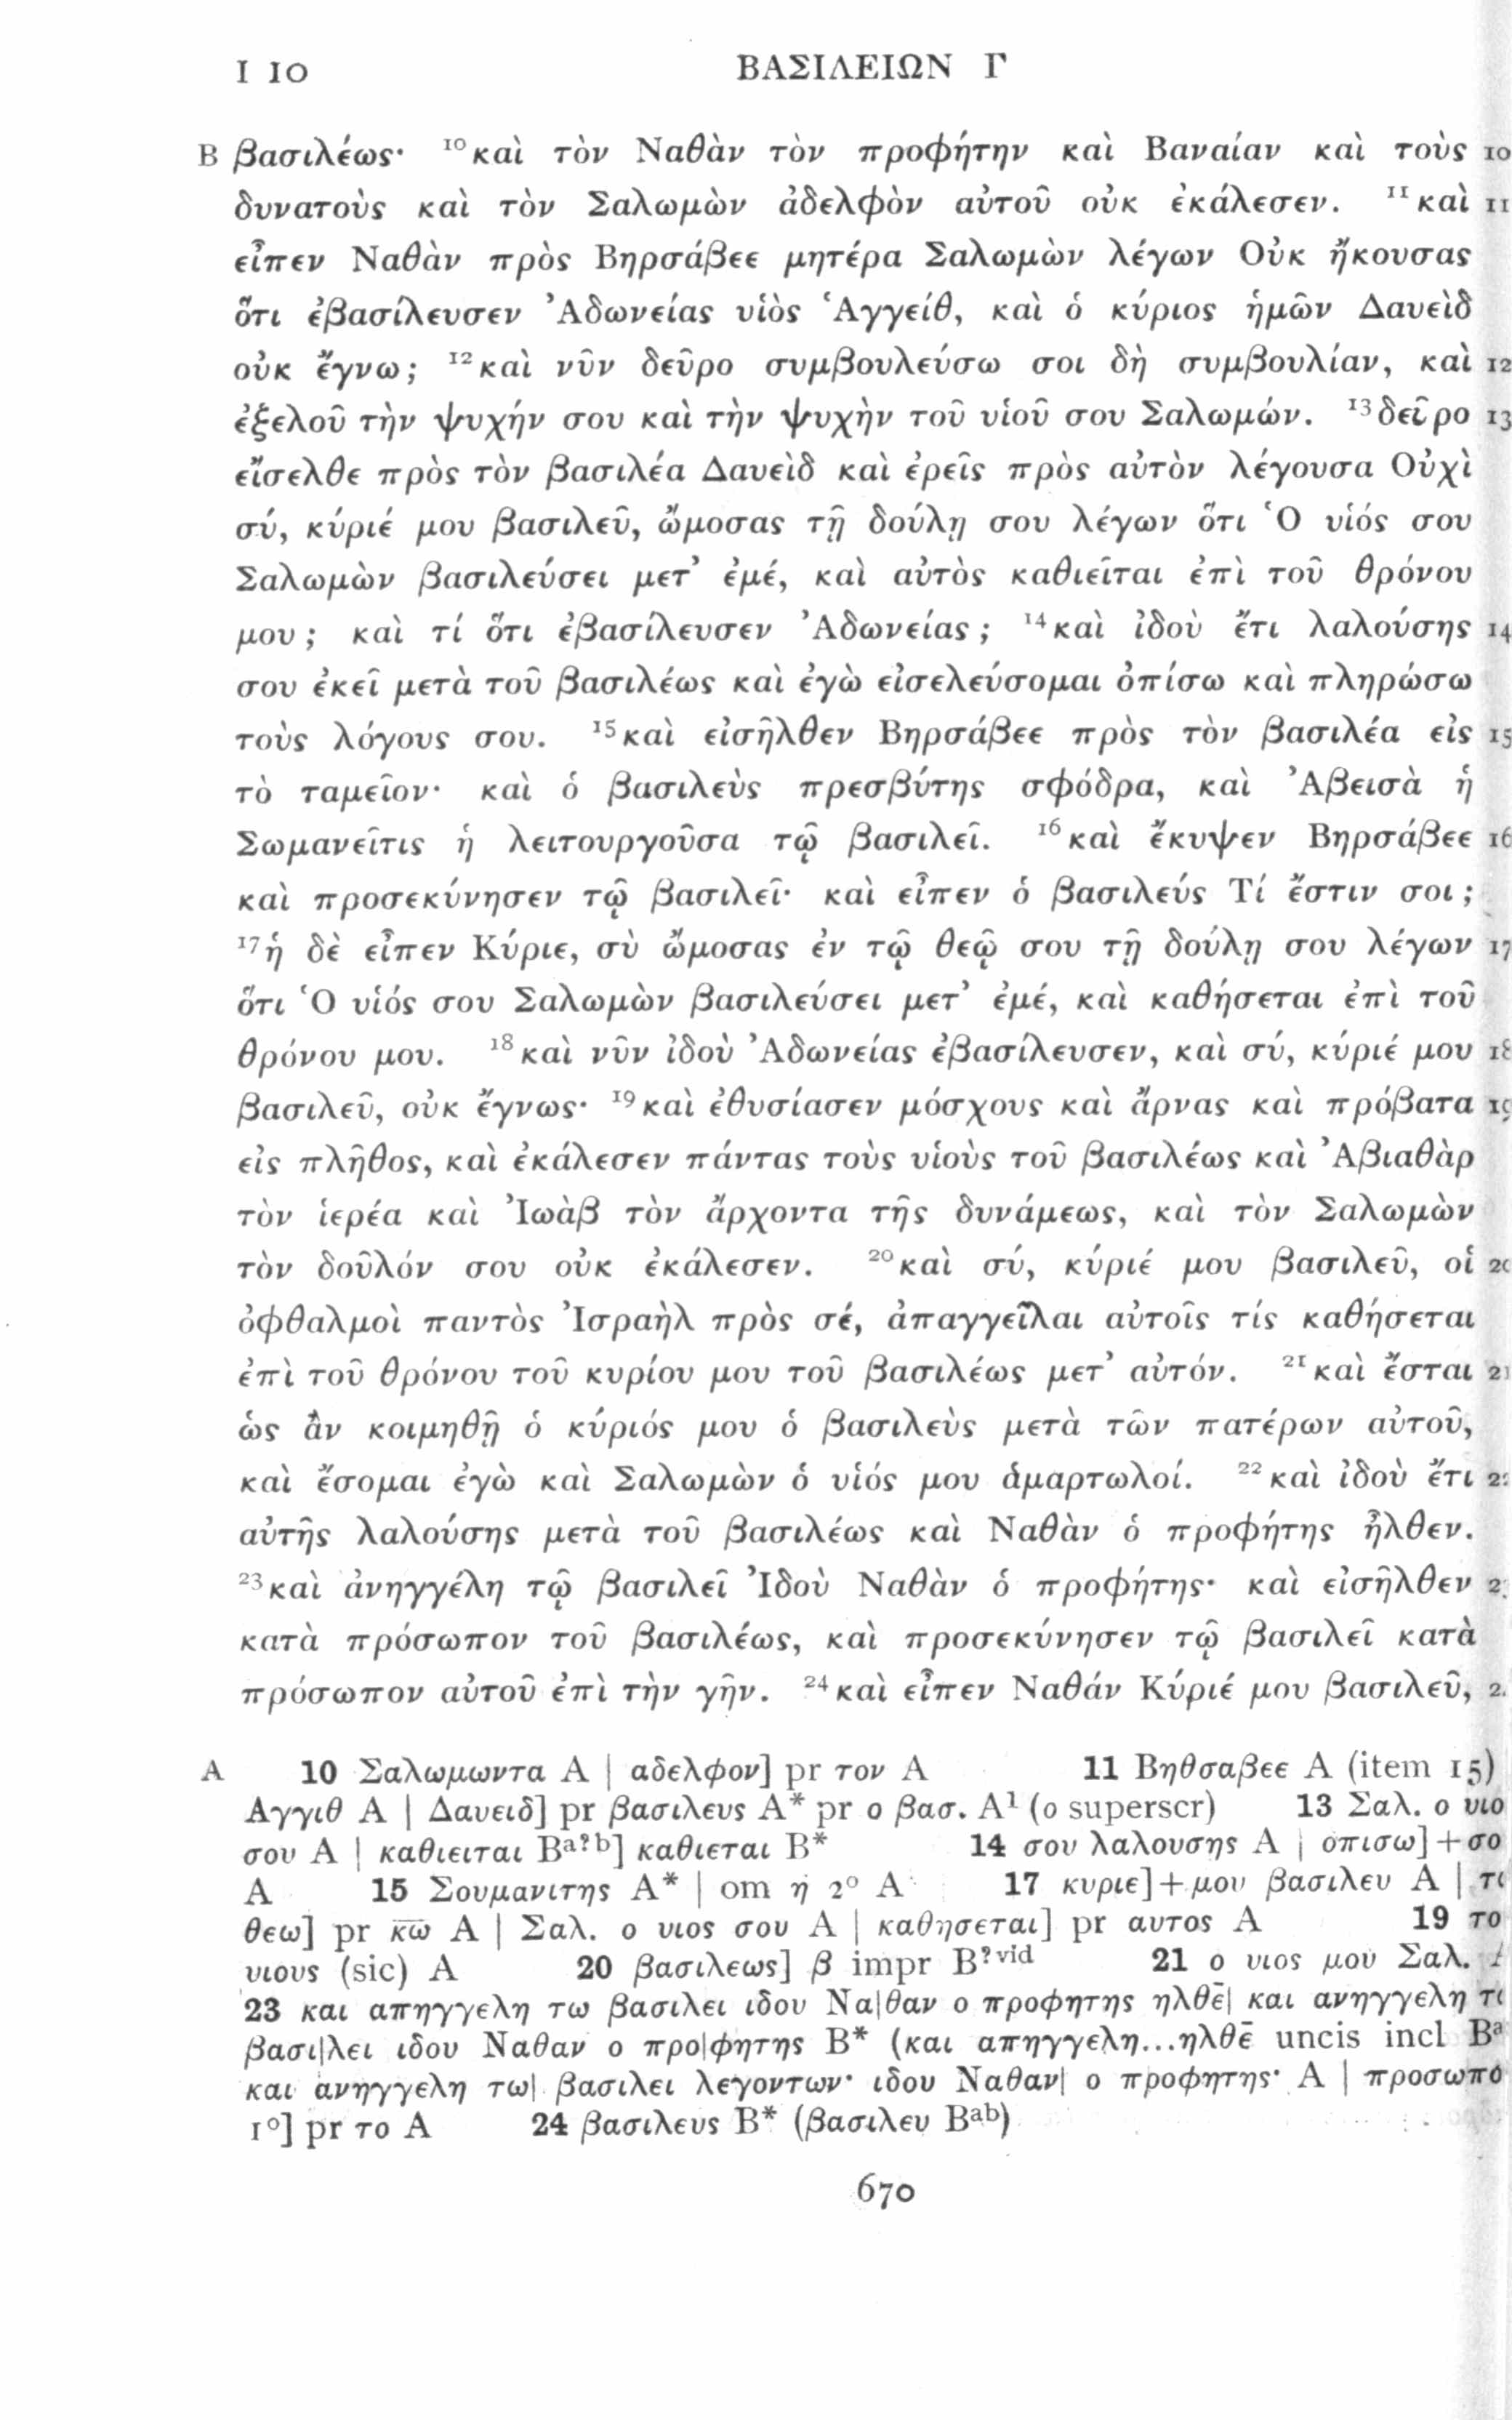 I 10 ΒΑΣΙΛΕΙΩΝ Γ
B βασιλέως· ¹⁰καὶ τὸν Ναθὰν τὸν προφήτην καὶ Βαναίαν καὶ τοὺς 10
δυνατοὺς καὶ τὸν Σαλωμὼν ἀδελφὸν αὐτοῦ οὐκ ἐκάλεσεν. ¹¹καὶ 11
εἶπεν Ναθὰν πρὸς Βηρσάβεε μητέρα Σαλωμὼν λέγων Οὐκ ἤκουσας
ὅτι ἐβασίλευσεν Ἀδωνείας υἱὸς Ἁγγείθ, καὶ ὁ κύριος ἡμῶν Δαυεὶδ
οὐκ ἔγνω; ¹²καὶ νῦν δεῦρο συμβουλεύσω σοι δὴ συμβουλίαν, καὶ 12
ἐξελοῦ τὴν ψυχήν σου καὶ τὴν ψυχὴν τοῦ υἱοῦ σου Σαλωμών. ¹³δεῦρο 13
εἴσελθε πρὸς τὸν βασιλέα Δαυεὶδ καὶ ἐρεῖς πρὸς αὐτὸν λέγουσα Οὐχὶ
σύ, κύριέ μου βασιλεῦ, ὤμοσας τῇ δούλῃ σου λέγων ὅτι Ὁ υἱός σου
Σαλωμὼν βασιλεύσει μετ᾽ ἐμέ, καὶ αὐτὸς καθιεῖται ἐπὶ τοῦ θρόνου
μου; καὶ τί ὅτι ἐβασίλευσεν Ἀδωνείας; ¹⁴καὶ ἰδοὺ ἔτι λαλούσης 14
σου ἐκεῖ μετὰ τοῦ βασιλέως καὶ ἐγὼ εἰσελεύσομαι ὀπίσω καὶ πληρώσω
τοὺς λόγους σου. ¹⁵καὶ εἰσῆλθεν Βηρσάβεε πρὸς τὸν βασιλέα εἰς 15
τὸ ταμεῖον· καὶ ὁ βασιλεὺς πρεσβύτης σφόδρα, καὶ Ἀβεισὰ ἡ
Σωμανεῖτις ἡ λειτουργοῦσα τῷ βασιλεῖ. ¹⁶καὶ ἔκυψεν Βηρσάβεε 16
καὶ προσεκύνησεν τῷ βασιλεῖ· καὶ εἶπεν ὁ βασιλεύς Τί ἔστιν σοι;
¹⁷ἡ δὲ εἶπεν Κύριε, σὺ ὤμοσας ἐν τῷ θεῷ σου τῇ δούλῃ σου λέγων 17
ὅτι Ὁ υἱός σου Σαλωμὼν βασιλεύσει μετ᾽ ἐμέ, καὶ καθήσεται ἐπὶ τοῦ
θρόνου μου. ¹⁸καὶ νῦν ἰδοὺ Ἀδωνείας ἐβασίλευσεν, καὶ σύ, κύριέ μου 18
βασιλεῦ, οὐκ ἔγνως· ¹⁹καὶ ἐθυσίασεν μόσχους καὶ ἄρνας καὶ πρόβατα 19
εἰς πλῆθος, καὶ ἐκάλεσεν πάντας τοὺς υἱοὺς τοῦ βασιλέως καὶ Ἀβιαθὰρ
τὸν ἱερέα καὶ Ἰωὰβ τὸν ἄρχοντα τῆς δυνάμεως, καὶ τὸν Σαλωμὼν
τὸν δοῦλόν σου οὐκ ἐκάλεσεν. ²⁰καὶ σύ, κύριέ μου βασιλεῦ, οἱ
ὀφθαλμοὶ παντὸς Ἰσραὴλ πρὸς σέ, ἀπαγγεῖλαι αὐτοῖς τίς καθήσεται
ἐπὶ τοῦ θρόνου τοῦ κυρίου μου τοῦ βασιλέως μετ᾽ αὐτόν. ²¹καὶ ἔσται 21
ὡς ἂν κοιμηθῇ ὁ κύριός μου ὁ βασιλεὺς μετὰ τῶν πατέρων αὐτοῦ,
καὶ ἔσομαι ἐγὼ καὶ Σαλωμὼν ὁ υἱός μου ἁμαρτωλοί. ²²καὶ ἰδοὺ ἔτι
αὐτῆς λαλούσης μετὰ τοῦ βασιλέως καὶ Ναθὰν ὁ προφήτης ἦλθεν.
²³καὶ ἀνηγγέλη τῷ βασιλεῖ Ἰδοὺ Ναθὰν ὁ προφήτης· καὶ εἰσῆλθεν
κατὰ πρόσωπον τοῦ βασιλέως, καὶ προσεκύνησεν τῷ βασιλεῖ κατὰ
πρόσωπον αὐτοῦ ἐπὶ τὴν γῆν. ²⁴καὶ εἶπεν Ναθάν Κύριέ μου βασιλεῦ,
A 10 Σαλωμωντα A | αδελφον] pr τον A 11 Βηθσαβεε A (item 15)
Αγγιθ A | Δαυειδ] pr βασιλευς A* pr ο βασ. A¹ (ο superscr) 13 Σαλ. ο υιο
σου A | καθιειται Bᵃ?ᵇ] καθιεται B* 14 σου λαλουσης A | οπισω]+σο
A 15 Σουμανιτης A* | om ἡ 2° A 17 κυριε]+μου βασιλευ A | τ
θεω] pr κ̅ω̅ A | Σαλ. ο υιος σου A | καθησεται] pr αυτος A 19 το
υιους (sic) A 20 βασιλεως] β impr B?ᵛⁱᵈ 21 ο υιος μου Σαλ.
23 και απηγγελη τω βασιλει ιδου Να|θαν ο προφητης ηλθε̅| και ανηγγελη τ
βασι|λει ιδου Ναθαν ο προ|φητης B* (και απηγγελη...ηλθε̅ uncis incl Bᵃ
και ανηγγελη τω| βασιλει λεγοντων· ιδου Ναθαν| ο προφητης· A | προσωπο
1°] pr το A 24 βασιλευς B* (βασιλευ Bᵃᵇ)
670